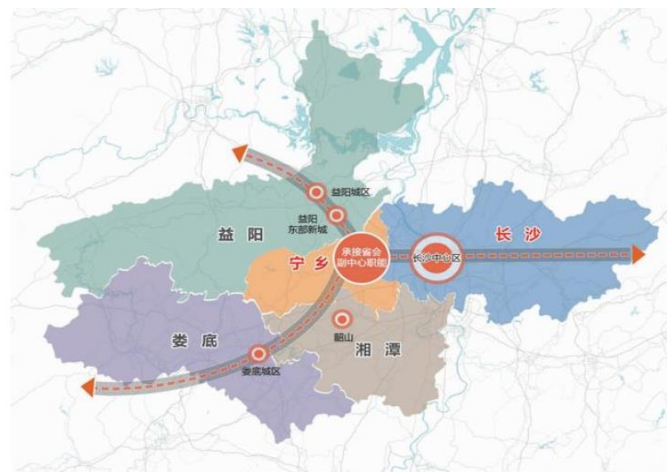 益阳城区
益阳
东部新城
益阳
长沙
承接省会
副中心职能
宁乡
长沙中心区
韶山
娄底
湘潭
娄底城区